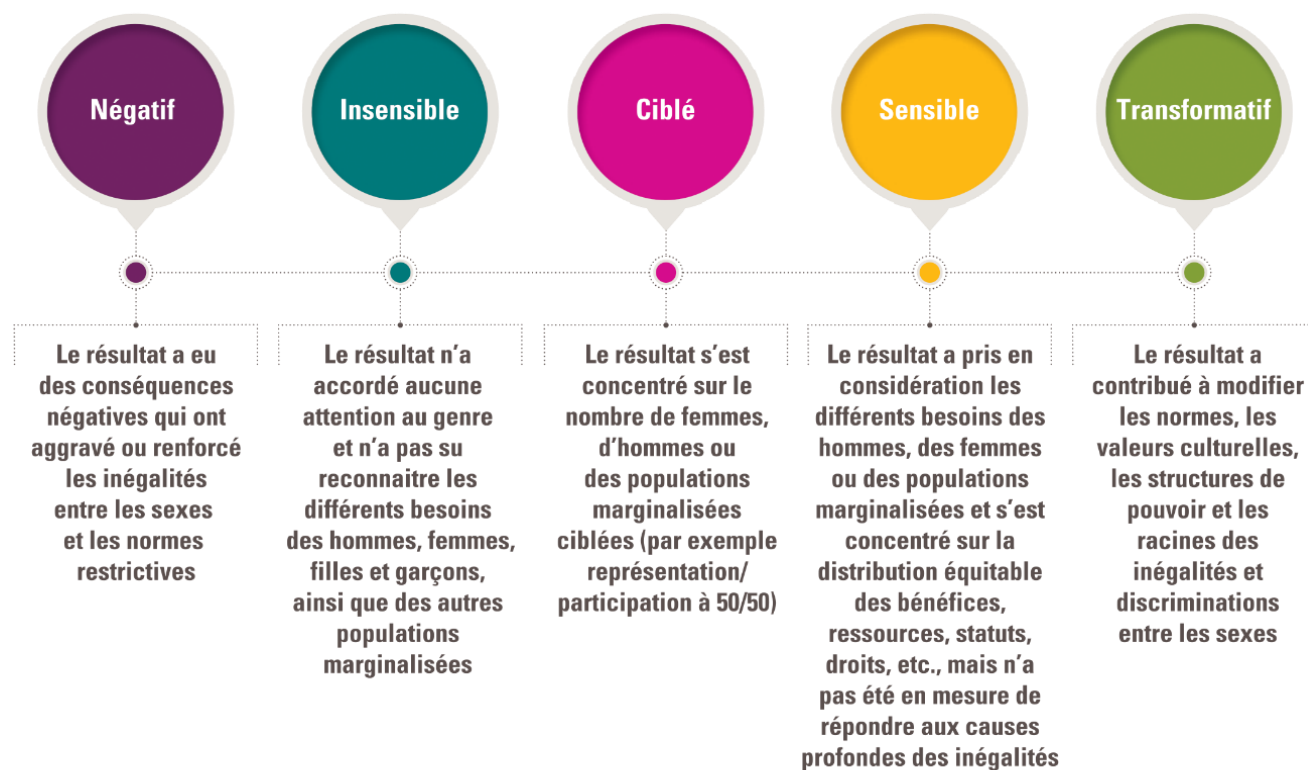 Négatif
Insensible
Ciblé
Sensible
Transformatif
Le résultat a eu
des conséquences
négatives qui ont
aggravé ou renforcé
les inégalités
entre les sexes
et les normes
restrictives
Le résultat n’a
accordé aucune
attention au genre
et n’a pas su
reconnaitre les
différents besoins
des hommes, femmes,
filles et garçons,
ainsi que des autres
populations
marginalisées
Le résultat s’est
concentré sur le
nombre de femmes,
d’hommes ou
des populations
marginalisées
ciblées (par exemple
représentation/
participation à 50/50)
Le résultat a pris en
considération les
différents besoins des
hommes, des femmes
ou des populations
marginalisées et s’est
concentré sur la
distribution équitable
des bénéfices,
ressources, statuts,
droits, etc., mais n’a
pas été en mesure de
répondre aux causes
profondes des inégalités
Le résultat a
contribué à modifier
les normes, les
valeurs culturelles,
les structures de
pouvoir et les
racines des
inégalités et
discriminations
entre les sexes